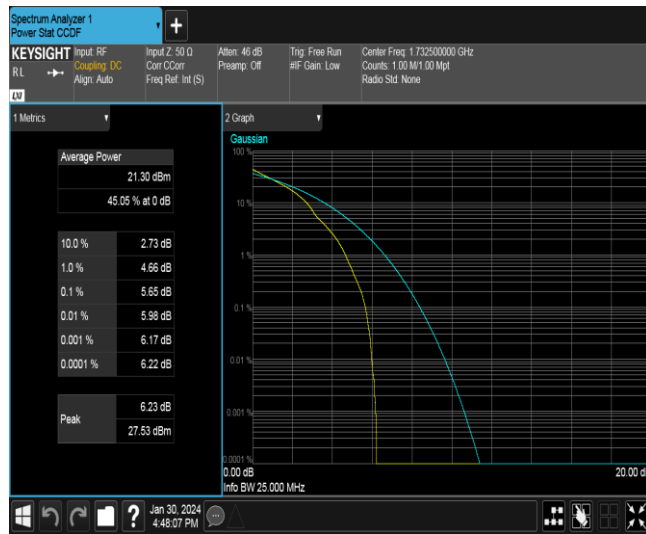 Spectrum Analyzer 1
Power Stat CCDF
+
KEYSIGHT
RL
LXI
Input: RF
Coupling: DC
Align: Auto
Input Z: 50 Ω
Corr CCorr
Freq Ref: Int (S)
Atten: 46 dB
Preamp: Off
Trig: Free Run
#IF Gain: Low
Center Freq: 1.732500000 GHz
Counts: 1.00 M/1.00 Mpt
Radio Std: None
1 Metrics
Average Power
21.30 dBm
45.05 % at 0 dB
10.0 % 2.73 dB
1.0 % 4.66 dB
0.1 % 5.65 dB
0.01 % 5.98 dB
0.001 % 6.17 dB
0.0001 % 6.22 dB
Peak
6.23 dB
27.53 dBm
2 Graph
Gaussian
100 %
10 %
1 %
0.1 %
0.01 %
0.001 %
0.0001 %
0.00 dB
20.00 d
Info BW 25.000 MHz
?
Jan 30, 2024
4:48:07 PM